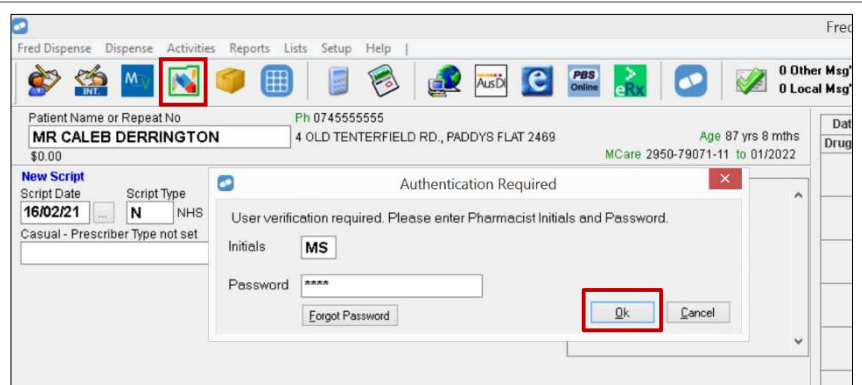 Fred
Fred Dispense Dispense Activities Reports Lists Setup Help
INT. AusDI PBS Online eRx
0 Other Msg'
0 Local Msg'
Patient Name or Repeat No Ph 0745555555
MR CALEB DERRINGTON 4 OLD TENTERFIELD RD., PADDYS FLAT 2469 Age 87 yrs 8 mths
$0.00 MCare 2950-79071-11 to 01/2022
Dat
Drug
New Script
Script Date Script Type
16/02/21 ... N NHS
Casual - Prescriber Type not set
Authentication Required
User verification required. Please enter Pharmacist Initials and Password.
Initials MS
Password ****
Forgot Password Ok Cancel